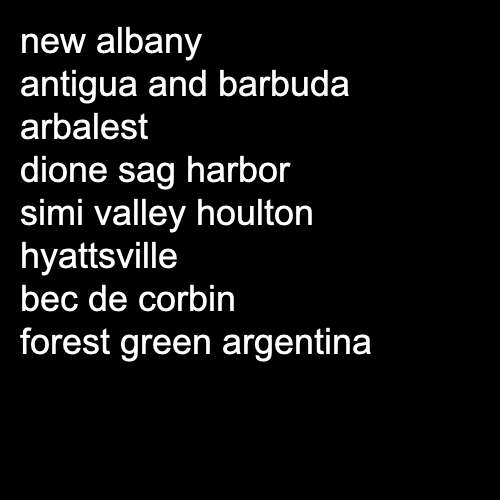 new albany
antigua and barbuda
arbalest
dione sag harbor
simi valley houlton
hyattsville
bec de corbin
forest green argentina